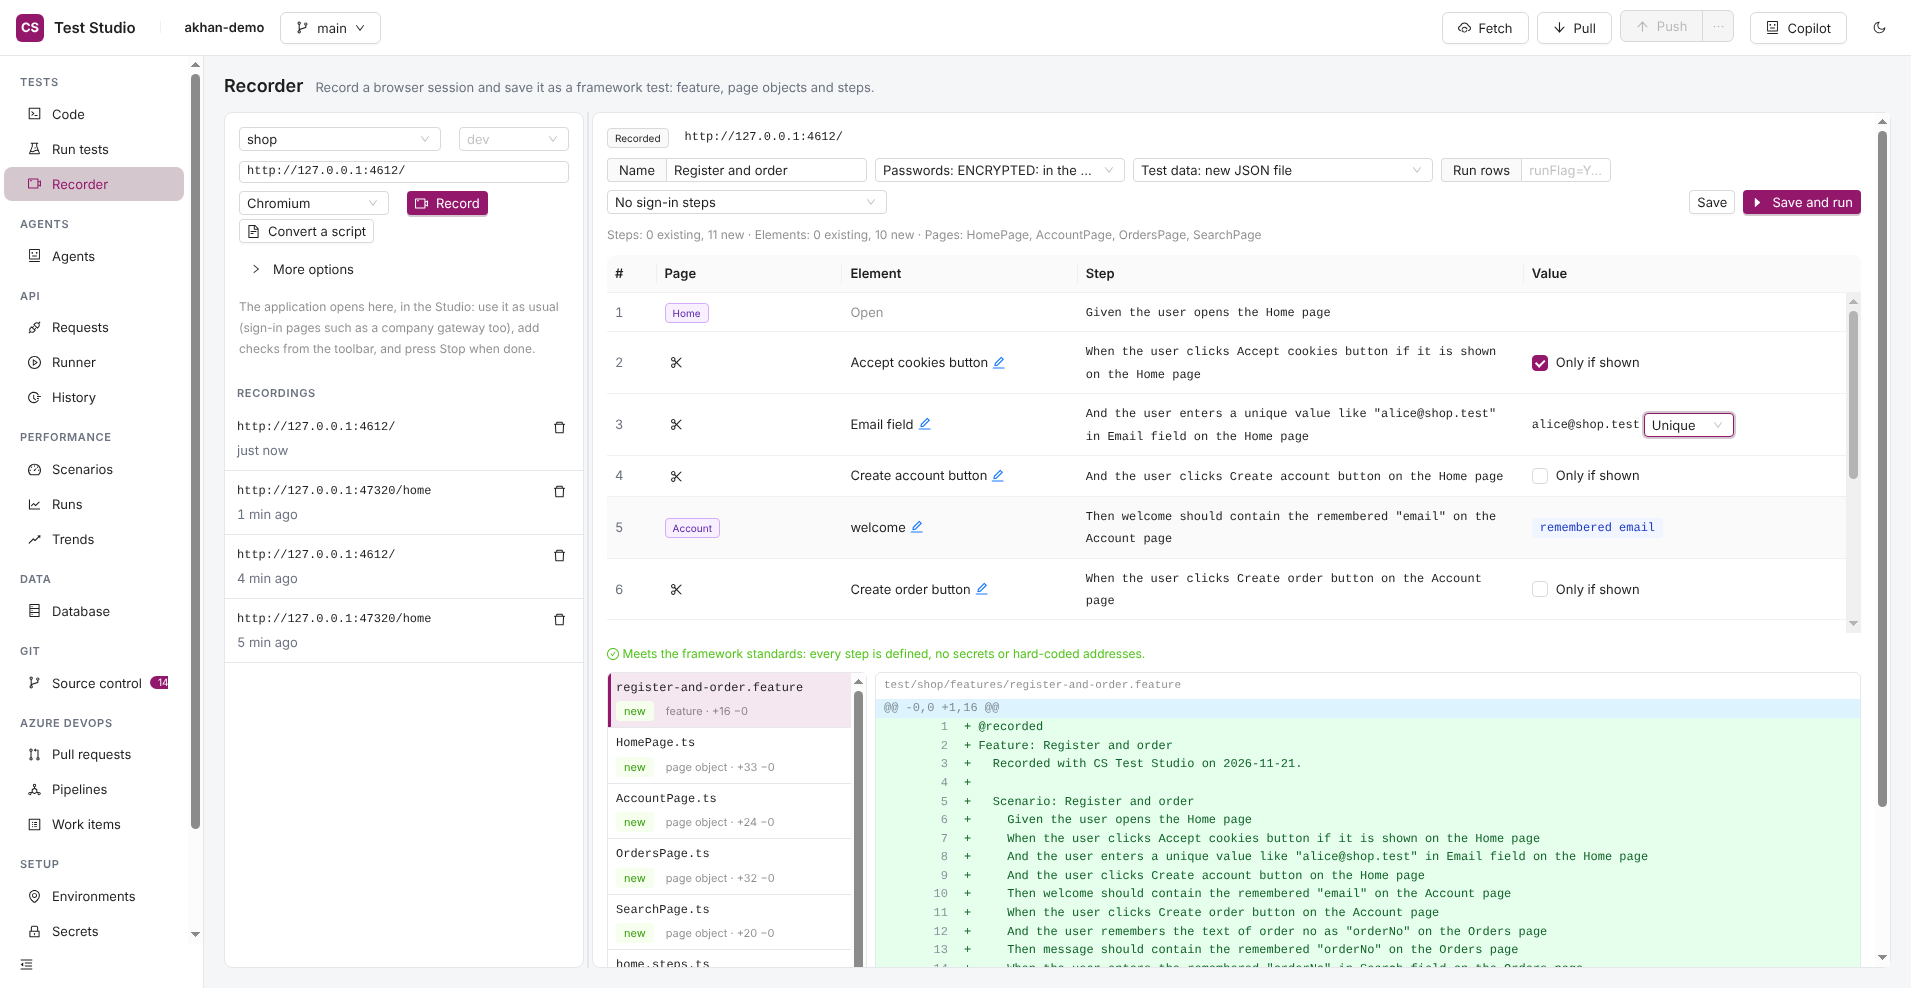 CS Test Studio akhan-demo main Fetch Pull Push ... Copilot
TESTS
Code
Run tests
Recorder
AGENTS
Agents
API
Requests
Runner
History
PERFORMANCE
Scenarios
Runs
Trends
DATA
Database
GIT
Source control 14
AZURE DEVOPS
Pull requests
Pipelines
Work items
SETUP
Environments
Secrets
Recorder Record a browser session and save it as a framework test: feature, page objects and steps.
shop dev
http://127.0.0.1:4612/
Chromium Record
Convert a script
More options
The application opens here, in the Studio: use it as usual
(sign-in pages such as a company gateway too), add
checks from the toolbar, and press Stop when done.
RECORDINGS
http://127.0.0.1:4612/
just now
http://127.0.0.1:47320/home
1 min ago
http://127.0.0.1:4612/
4 min ago
http://127.0.0.1:47320/home
5 min ago
Recorded http://127.0.0.1:4612/
Name Register and order Passwords: ENCRYPTED: in the ... Test data: new JSON file Run rows runFlag=Y...
No sign-in steps Save Save and run
Steps: 0 existing, 11 new · Elements: 0 existing, 10 new · Pages: HomePage, AccountPage, OrdersPage, SearchPage
# Page Element Step Value
1 Home Open Given the user opens the Home page
2 Accept cookies button When the user clicks Accept cookies button if it is shown
on the Home page Only if shown
3 Email field And the user enters a unique value like "alice@shop.test"
in Email field on the Home page alice@shop.test Unique
4 Create account button And the user clicks Create account button on the Home page Only if shown
5 Account welcome Then welcome should contain the remembered "email" on the
Account page remembered email
6 Create order button When the user clicks Create order button on the Account
page Only if shown
Meets the framework standards: every step is defined, no secrets or hard-coded addresses.
register-and-order.feature
new feature · +16 −0
HomePage.ts
new page object · +33 −0
AccountPage.ts
new page object · +24 −0
OrdersPage.ts
new page object · +32 −0
SearchPage.ts
new page object · +20 −0
home.steps.ts
test/shop/features/register-and-order.feature
@@ -0,0 +1,16 @@
1 + @recorded
2 + Feature: Register and order
3 + Recorded with CS Test Studio on 2026-11-21.
4 +
5 + Scenario: Register and order
6 + Given the user opens the Home page
7 + When the user clicks Accept cookies button if it is shown on the Home page
8 + And the user enters a unique value like "alice@shop.test" in Email field on the Home page
9 + And the user clicks Create account button on the Home page
10 + Then welcome should contain the remembered "email" on the Account page
11 + When the user clicks Create order button on the Account page
12 + And the user remembers the text of order no as "orderNo" on the Orders page
13 + Then message should contain the remembered "orderNo" on the Orders page
14 + When the user enters the remembered "orderNo" in Search field on the Orders page